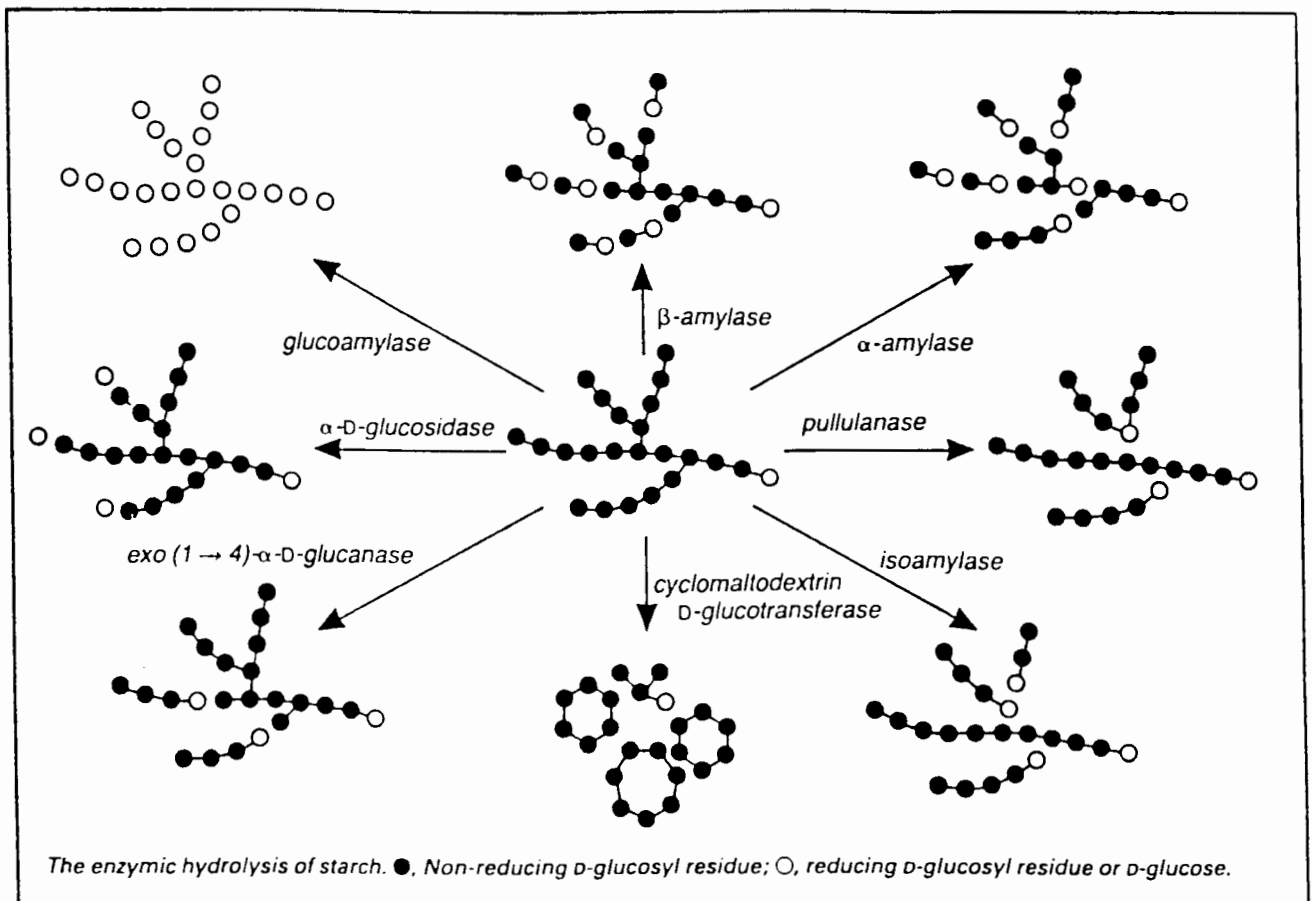 β-amylase
glucoamylase
α-amylase
α-D-glucosidase
pullulanase
exo (1 → 4)-α-D-glucanase
isoamylase
cyclomaltodextrin
D-glucotransferase
The enzymic hydrolysis of starch. ●, Non-reducing D-glucosyl residue; ○, reducing D-glucosyl residue or D-glucose.